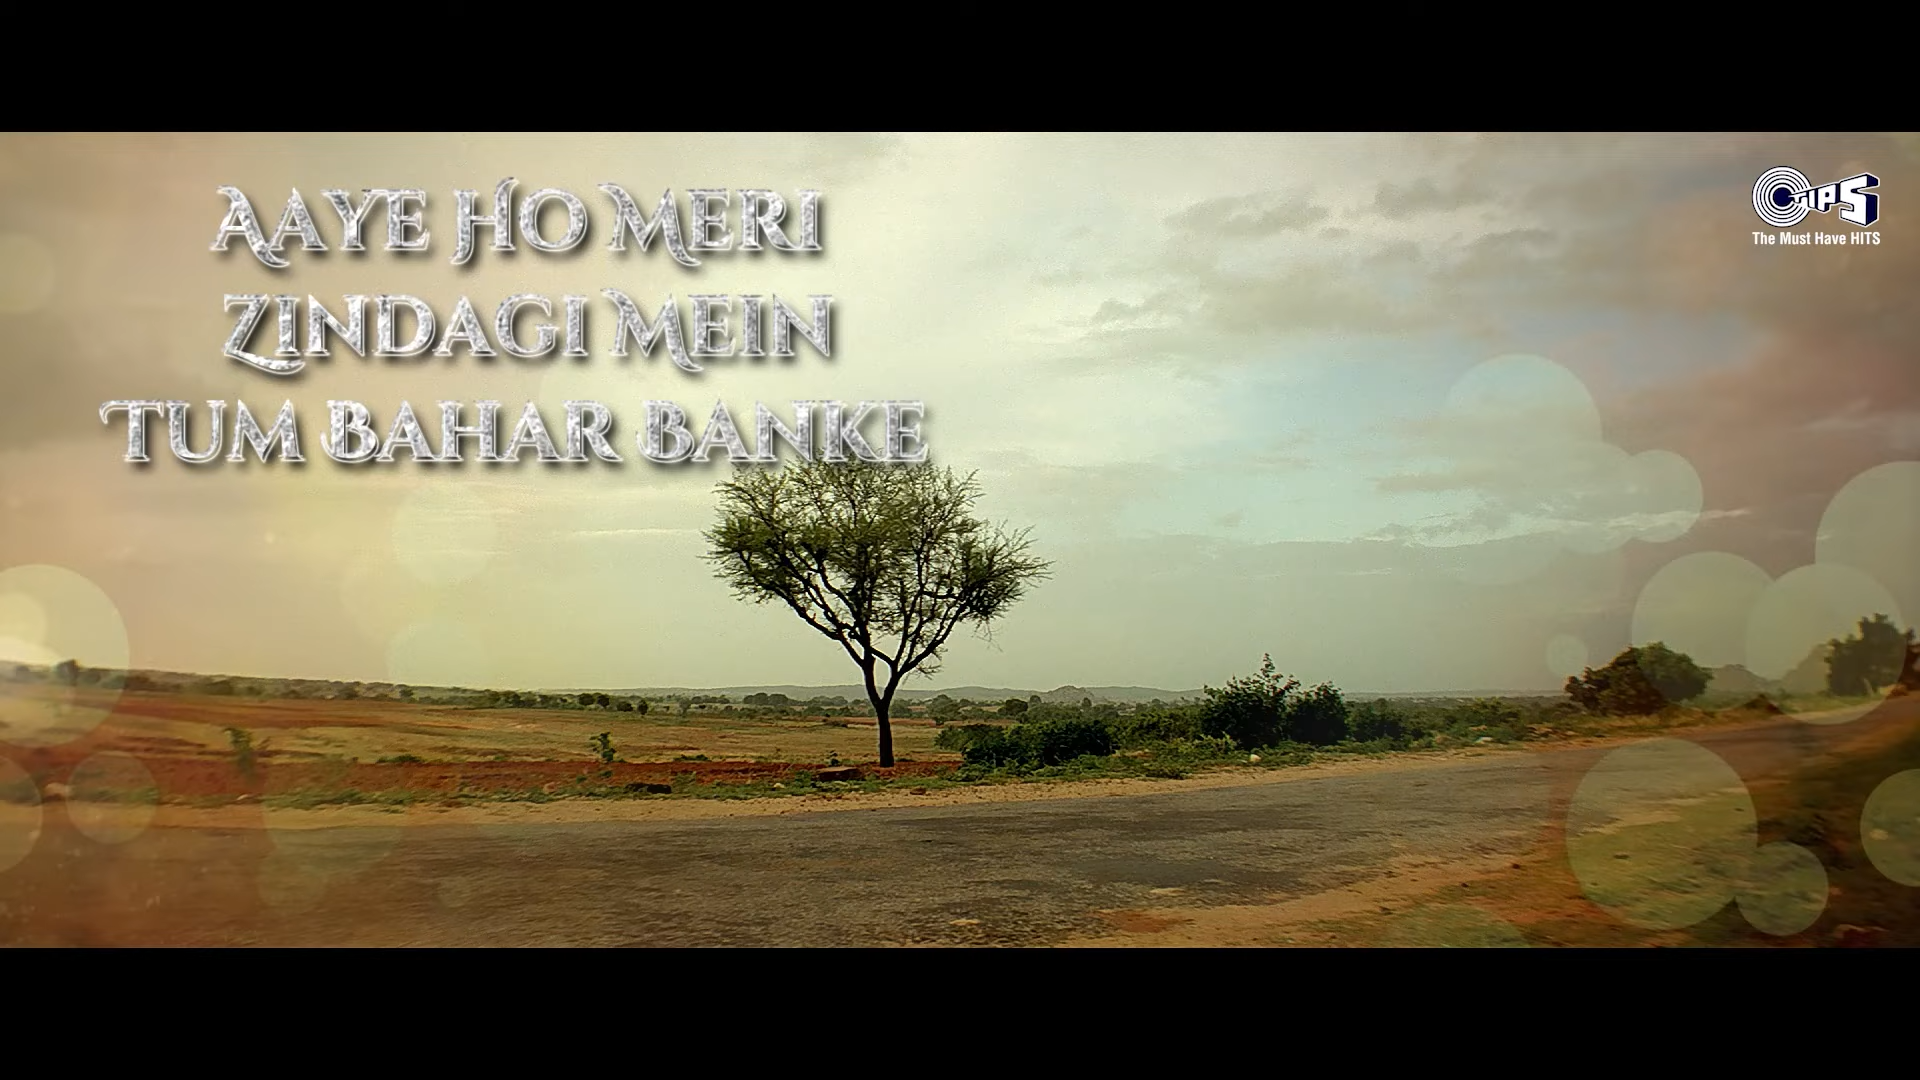 Aaye Ho Meri
Zindagi Mein
Tum Bahar Banke
TIPS
The Must Have HITS